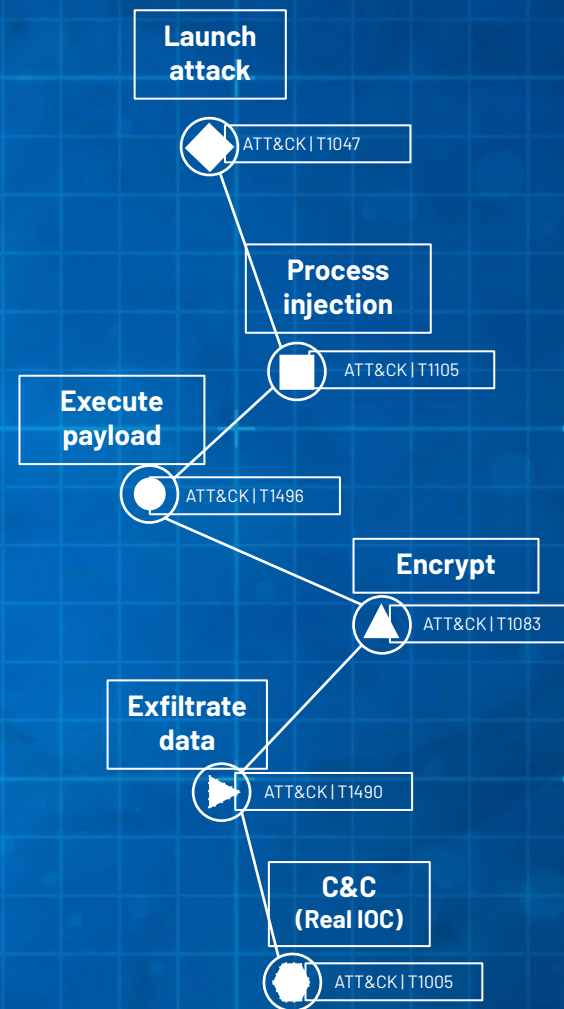 Launch
attack
ATT&CK | T1047
Process
injection
ATT&CK | T1105
Execute
payload
ATT&CK | T1496
Encrypt
ATT&CK | T1083
Exfiltrate
data
ATT&CK | T1490
C&C
(Real IOC)
ATT&CK | T1005